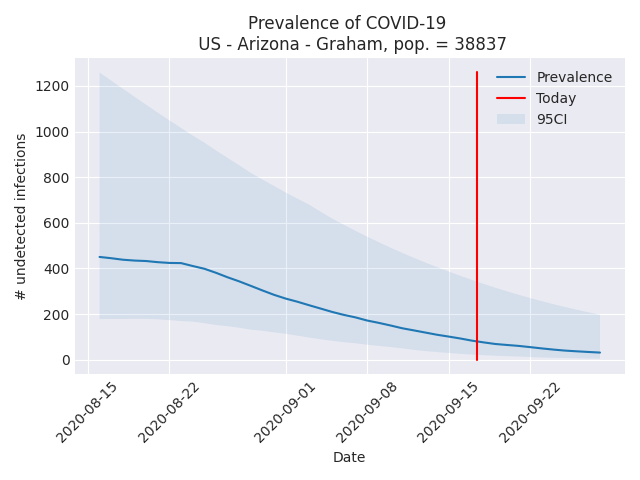 Prevalence of COVID-19
US - Arizona - Graham, pop. = 38837
Prevalence
Today
95CI
# undetected infections
1200
1000
800
600
400
200
0
2020-08-15
2020-08-22
2020-09-01
2020-09-08
2020-09-15
2020-09-22
Date